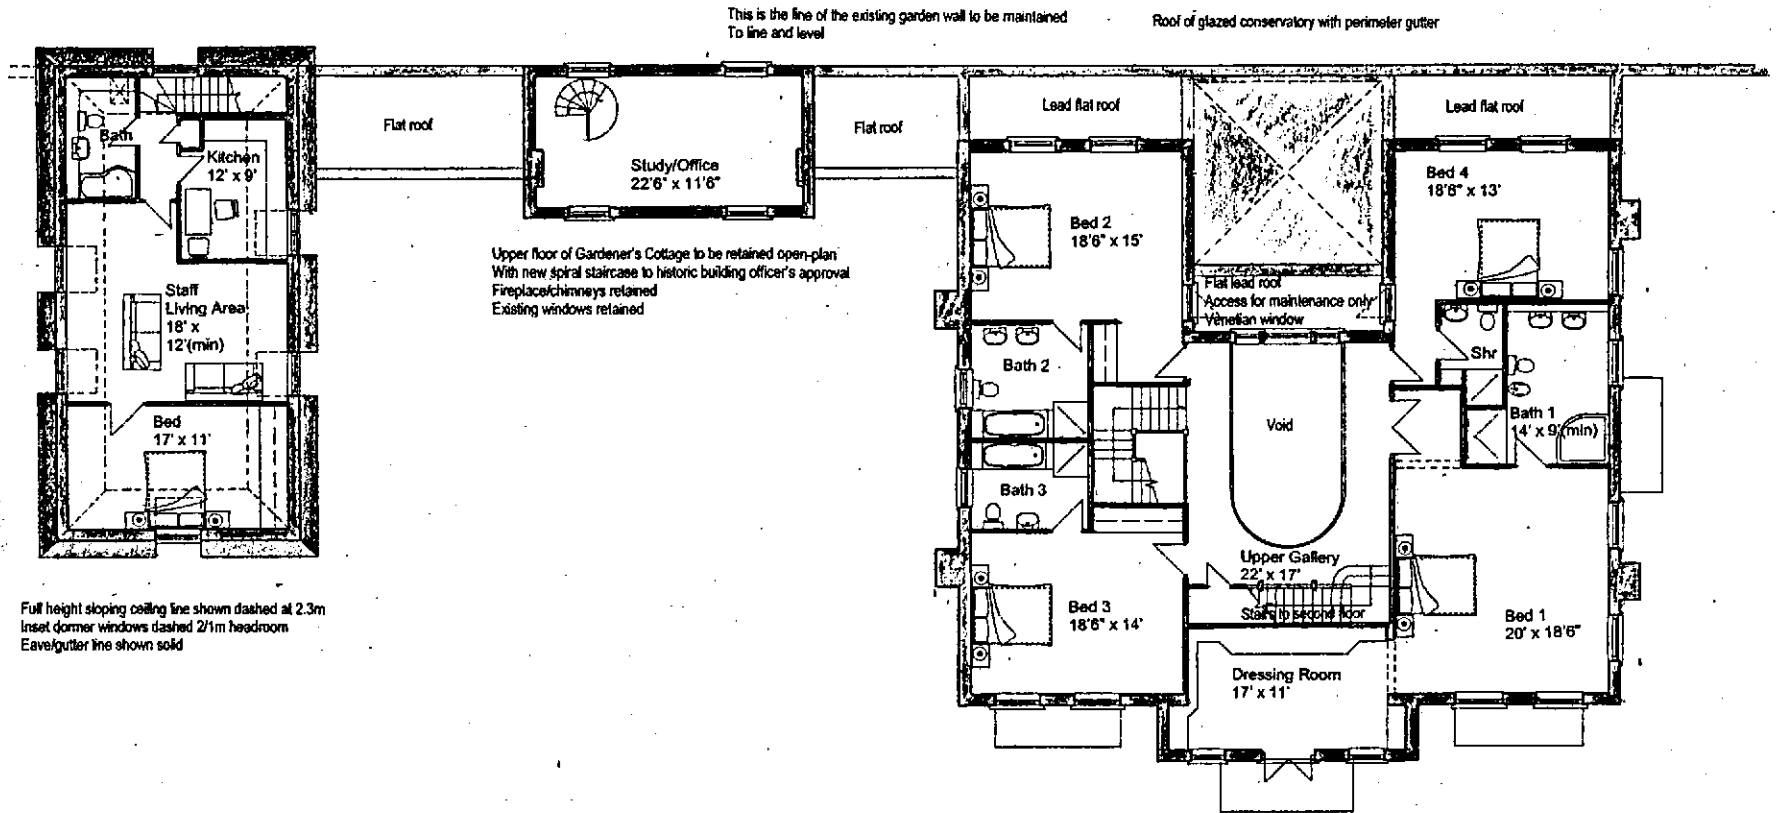 This is the line of the existing garden wall to be maintained
To line and level
Roof of glazed conservatory with perimeter gutter
Flat roof
Flat roof
Lead flat roof
Lead flat roof
Bath
Kitchen
12' x 9'
Study/Office
22'6" x 11'6"
Bed 2
18'6" x 15'
Bed 4
18'6" x 13'
Upper floor of Gardener's Cottage to be retained open-plan
With new spiral staircase to historic building officer's approval
Fireplace/chimneys retained
Existing windows retained
Flat lead roof
Access for maintenance only
Venetian window
Staff
Living Area
18' x
12'(min)
Bath 2
Shr
Bed
17' x 11'
Void
Bath 1
14' x 9'(min)
Bath 3
Upper Gallery
22' x 17'
Stairs to second floor
Bed 3
18'6" x 14'
Bed 1
20' x 18'6"
Full height sloping ceiling line shown dashed at 2.3m
Inset dormer windows dashed 2/1m headroom
Eave/gutter line shown solid
Dressing Room
17' x 11'